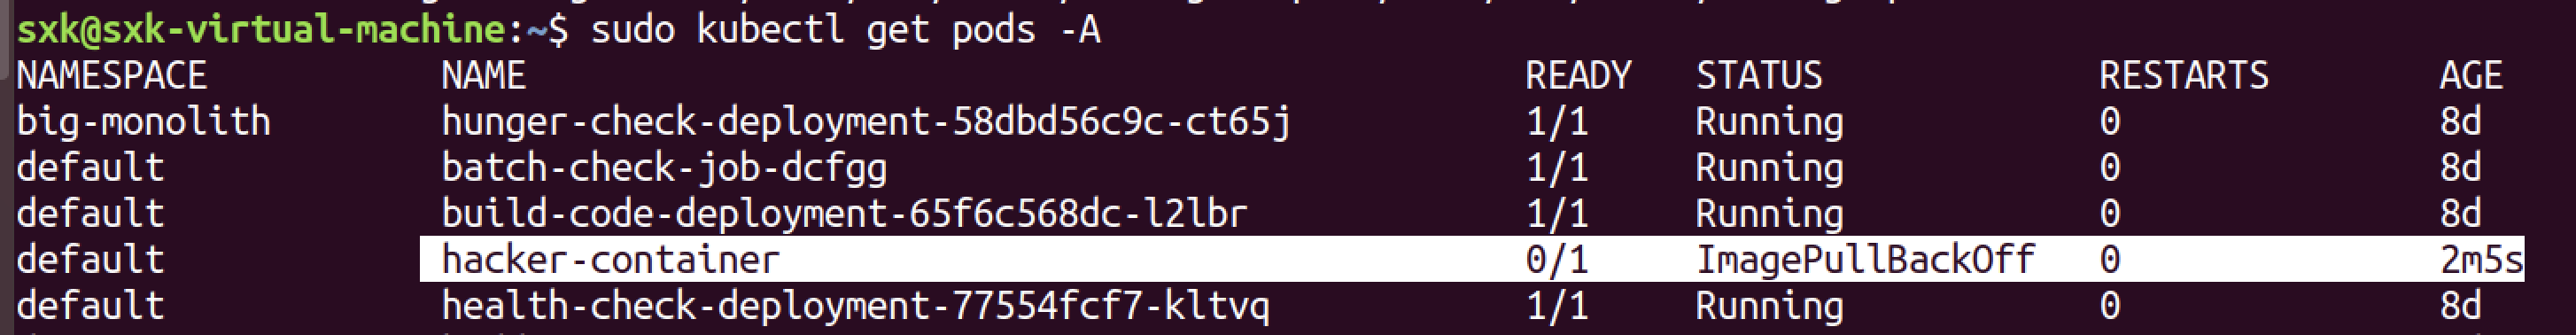 sxk@sxk-virtual-machine:~$ sudo kubectl get pods -A
NAMESPACE NAME READY STATUS RESTARTS AGE
big-monolith hunger-check-deployment-58dbd56c9c-ct65j 1/1 Running 0 8d
default batch-check-job-dcfgg 1/1 Running 0 8d
default build-code-deployment-65f6c568dc-l2lbr 1/1 Running 0 8d
default hacker-container 0/1 ImagePullBackOff 0 2m5s
default health-check-deployment-77554fcf7-kltvq 1/1 Running 0 8d